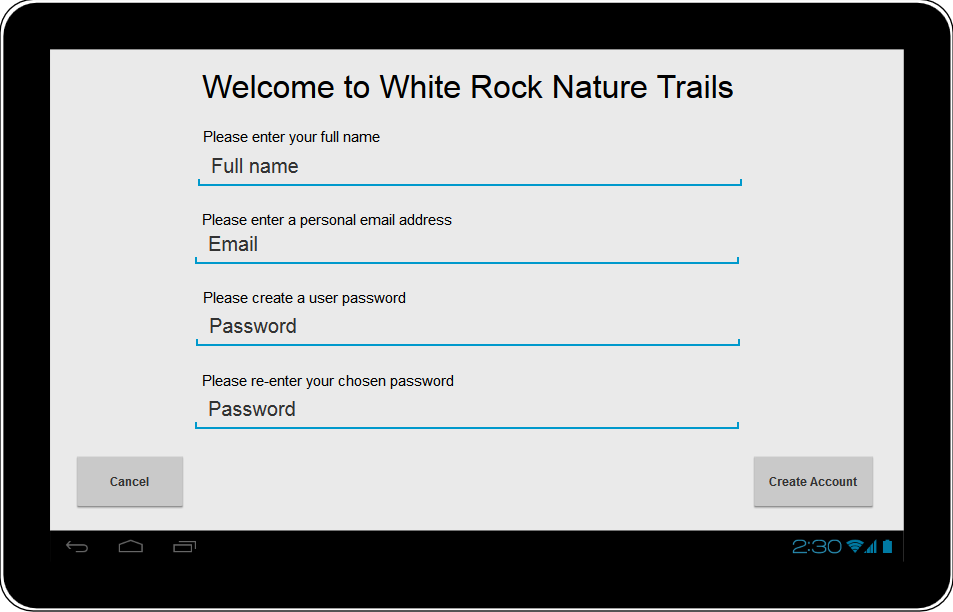 Welcome to White Rock Nature Trails
Please enter your full name
Full name
Please enter a personal email address
Email
Please create a user password
Password
Please re-enter your chosen password
Password
Cancel
Create Account
2:30